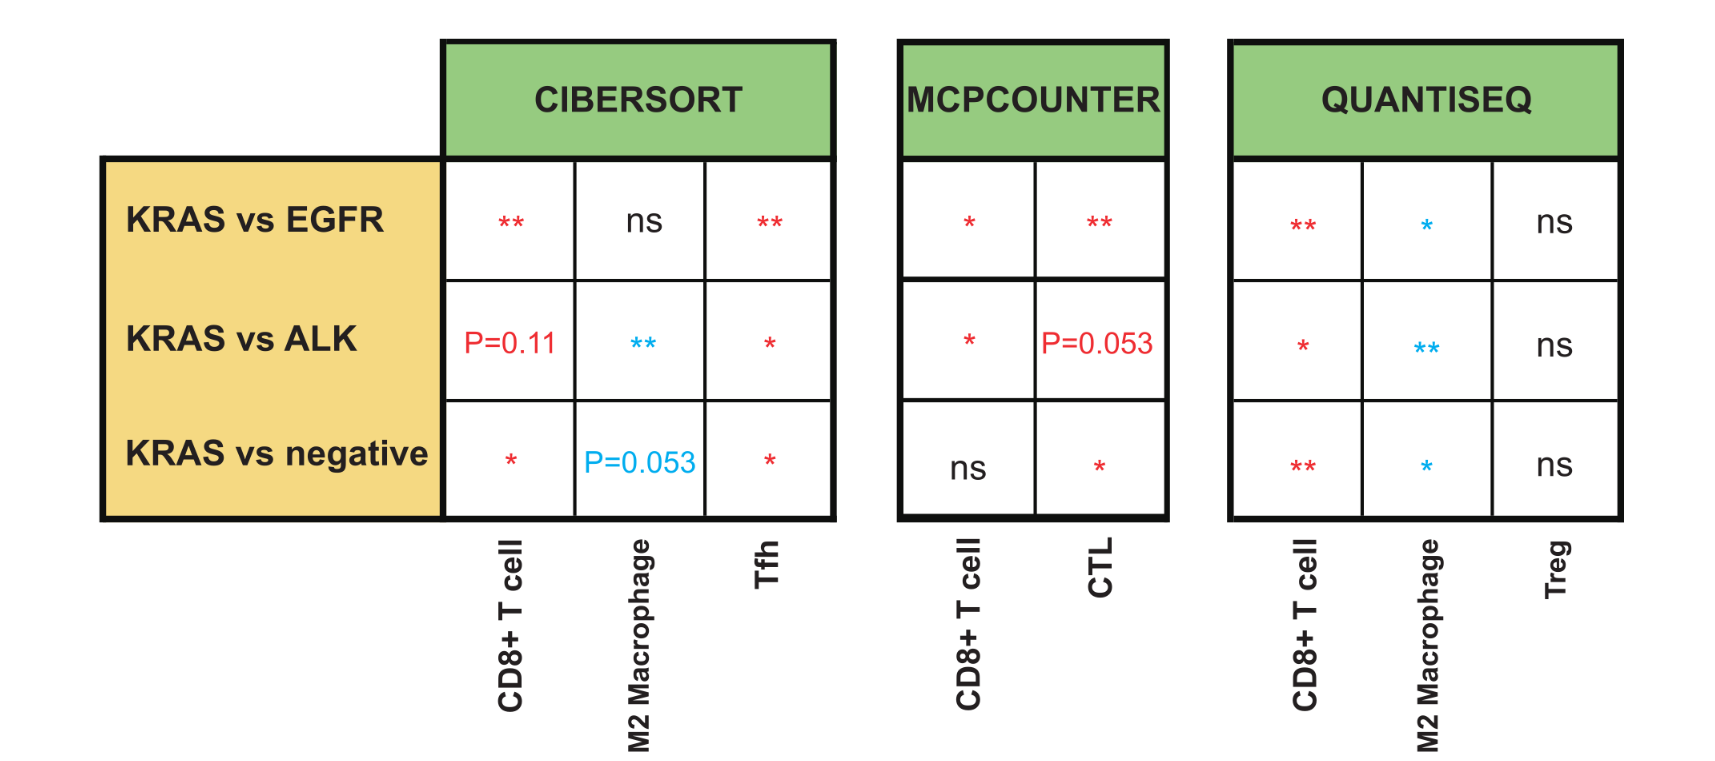 CIBERSORT MCPCOUNTER QUANTISEQ
KRAS vs EGFR ** ns ** * ** ** * ns
KRAS vs ALK P=0.11 ** * * P=0.053 * ** ns
KRAS vs negative * P=0.053 * ns * ** * ns
CD8+ T cell
M2 Macrophage
Tfh
CD8+ T cell
CTL
CD8+ T cell
M2 Macrophage
Treg